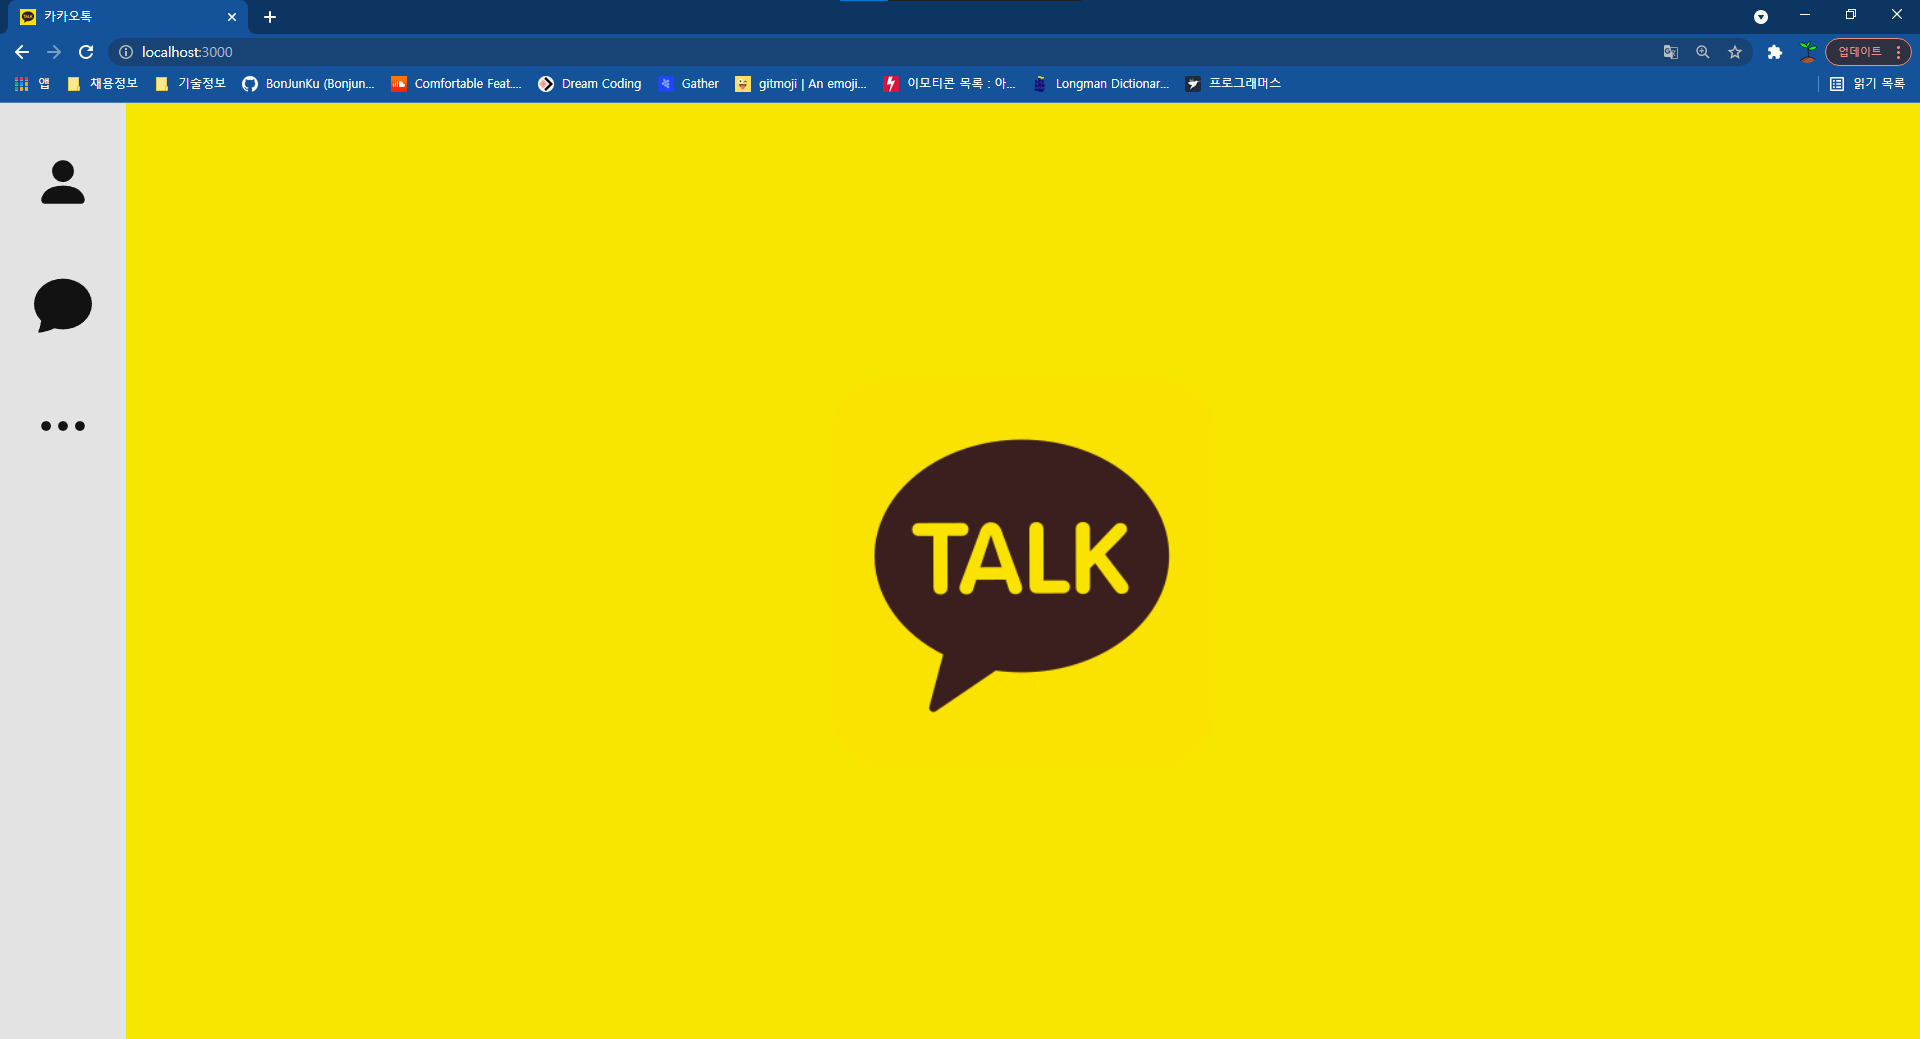 카카오톡
localhost:3000
업데이트
앱 채용정보 기술정보 BonJunKu (Bonjun... Comfortable Feat... Dream Coding Gather gitmoji | An emoji... 이모티콘 목록 : 아... Longman Dictionar... 프로그래머스 읽기 목록
TALK